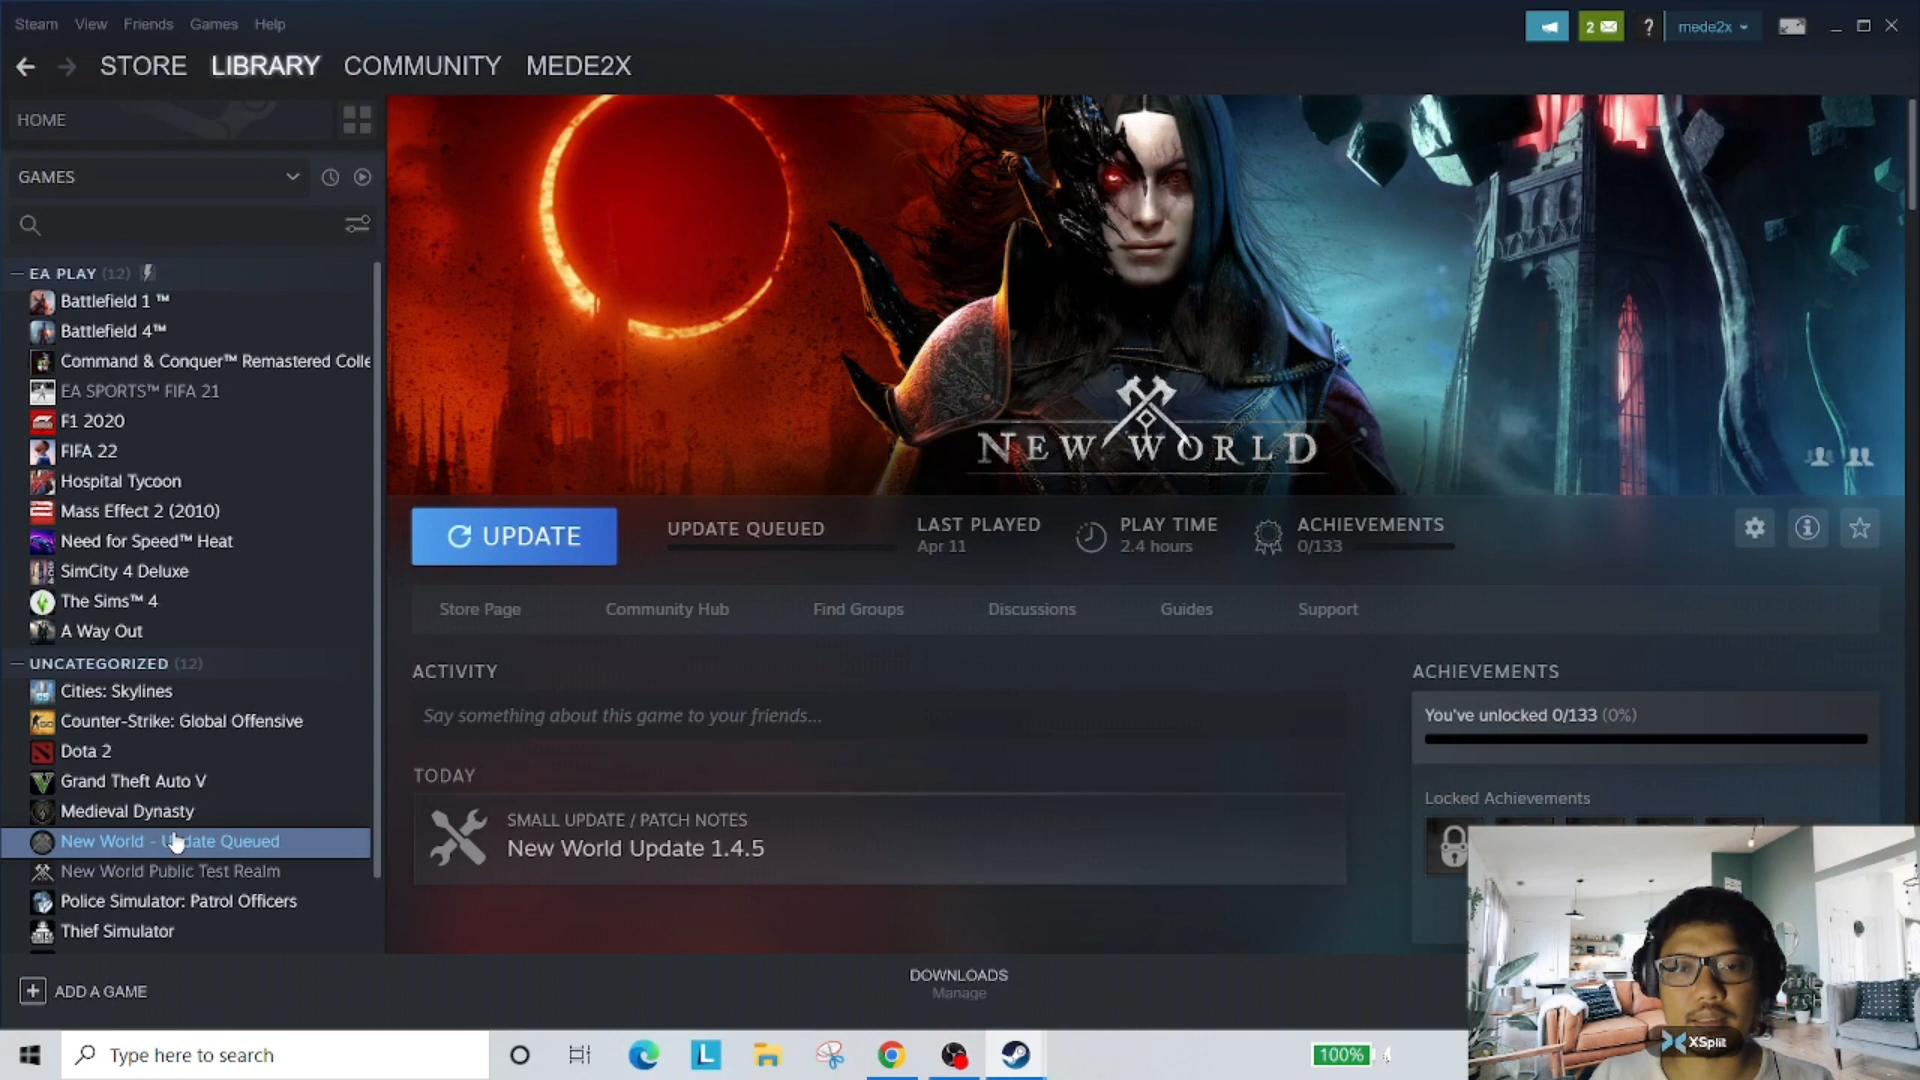 Steam View Friends Games Help
2 ? mede2x
STORE LIBRARY COMMUNITY MEDE2X
HOME
GAMES
EA PLAY (12)
Battlefield 1 ™
Battlefield 4™
Command & Conquer™ Remastered Colle
EA SPORTS™ FIFA 21
F1 2020
FIFA 22
Hospital Tycoon
Mass Effect 2 (2010)
Need for Speed™ Heat
SimCity 4 Deluxe
The Sims™ 4
A Way Out
UNCATEGORIZED (12)
Cities: Skylines
Counter-Strike: Global Offensive
Dota 2
Grand Theft Auto V
Medieval Dynasty
New World - Update Queued
New World Public Test Realm
Police Simulator: Patrol Officers
Thief Simulator
ADD A GAME
NEW WORLD
UPDATE
UPDATE QUEUED
LAST PLAYED
Apr 11
PLAY TIME
2.4 hours
ACHIEVEMENTS
0/133
Store Page Community Hub Find Groups Discussions Guides Support
ACTIVITY
Say something about this game to your friends...
TODAY
SMALL UPDATE / PATCH NOTES
New World Update 1.4.5
ACHIEVEMENTS
You've unlocked 0/133 (0%)
Locked Achievements
DOWNLOADS
Manage
XSplit
Type here to search
L
100%